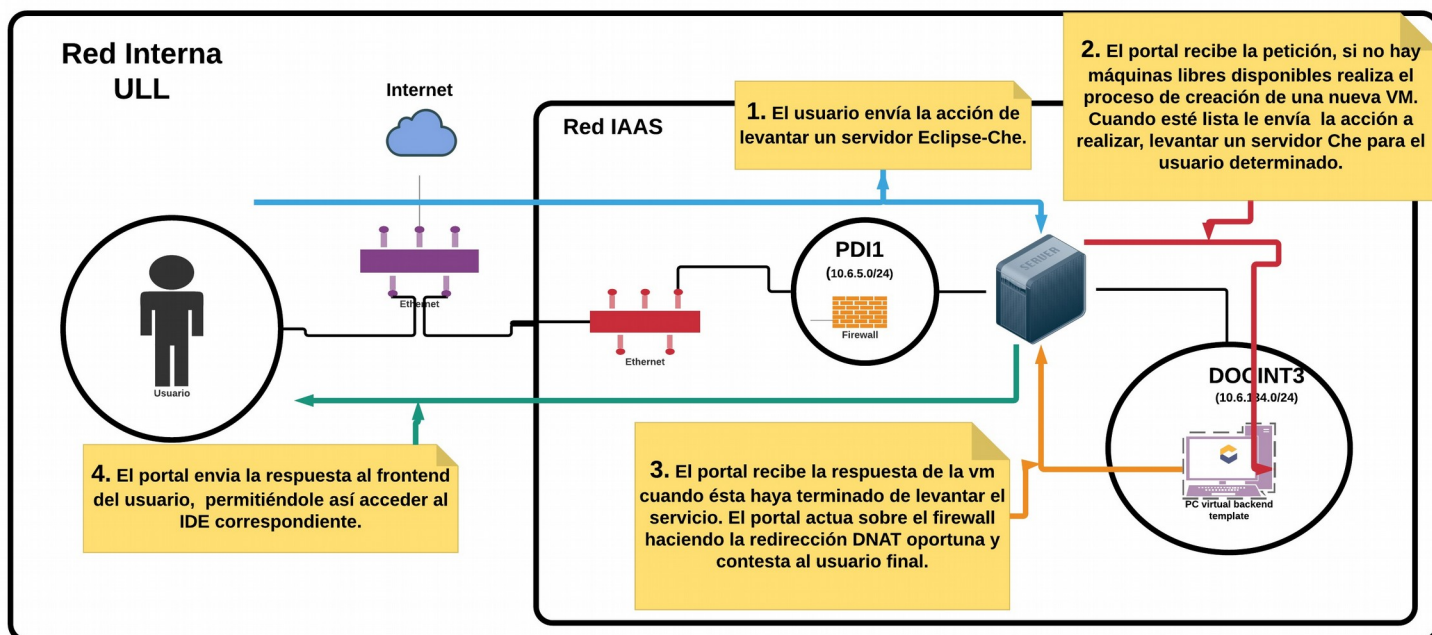 Red Interna
ULL
Internet
Red IAAS
1. El usuario envía la acción de
levantar un servidor Eclipse-Che.
2. El portal recibe la petición, si no hay
máquinas libres disponibles realiza el
proceso de creación de una nueva VM.
Cuando esté lista le envía la acción a
realizar, levantar un servidor Che para el
usuario determinado.
Usuario
Ethernet
Ethernet
PDI1
(10.6.5.0/24)
Firewall
SERVER
DOCINT3
(10.6.134.0/24)
PC virtual backend
template
3. El portal recibe la respuesta de la vm
cuando ésta haya terminado de levantar el
servicio. El portal actua sobre el firewall
haciendo la redirección DNAT oportuna y
contesta al usuario final.
4. El portal envia la respuesta al frontend
del usuario, permitiéndole así acceder al
IDE correspondiente.